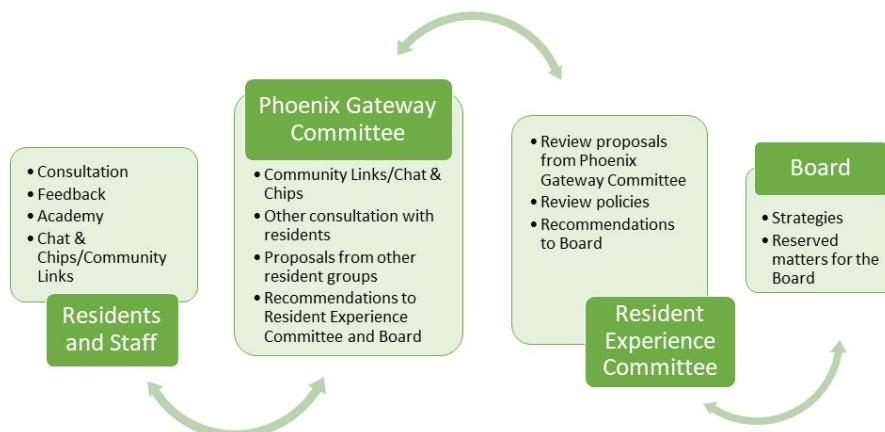 • Consultation
• Feedback
• Academy
• Chat &
Chips/Community
Links
Residents
and Staff
Phoenix Gateway
Committee
• Community Links/Chat &
Chips
• Other consultation with
residents
• Proposals from other
resident groups
• Recommendations to
Resident Experience
Committee and Board
• Review proposals
from Phoenix
Gateway Committee
• Review policies
• Recommendations
to Board
Resident
Experience
Committee
Board
• Strategies
• Reserved
matters for the
Board